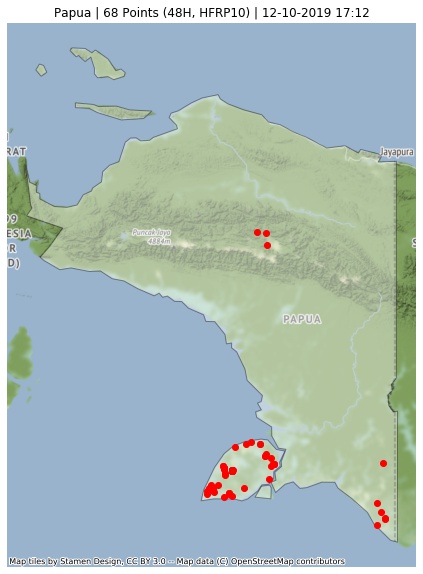 Papua | 68 Points (48H, HFRP10) | 12-10-2019 17:12
RAT
Jayapura
99
ESIA
R
D)
Puncak Jaya
4884m
S
PAPUA
Map tiles by Stamen Design, CC BY 3.0 -- Map data (C) OpenStreetMap contributors